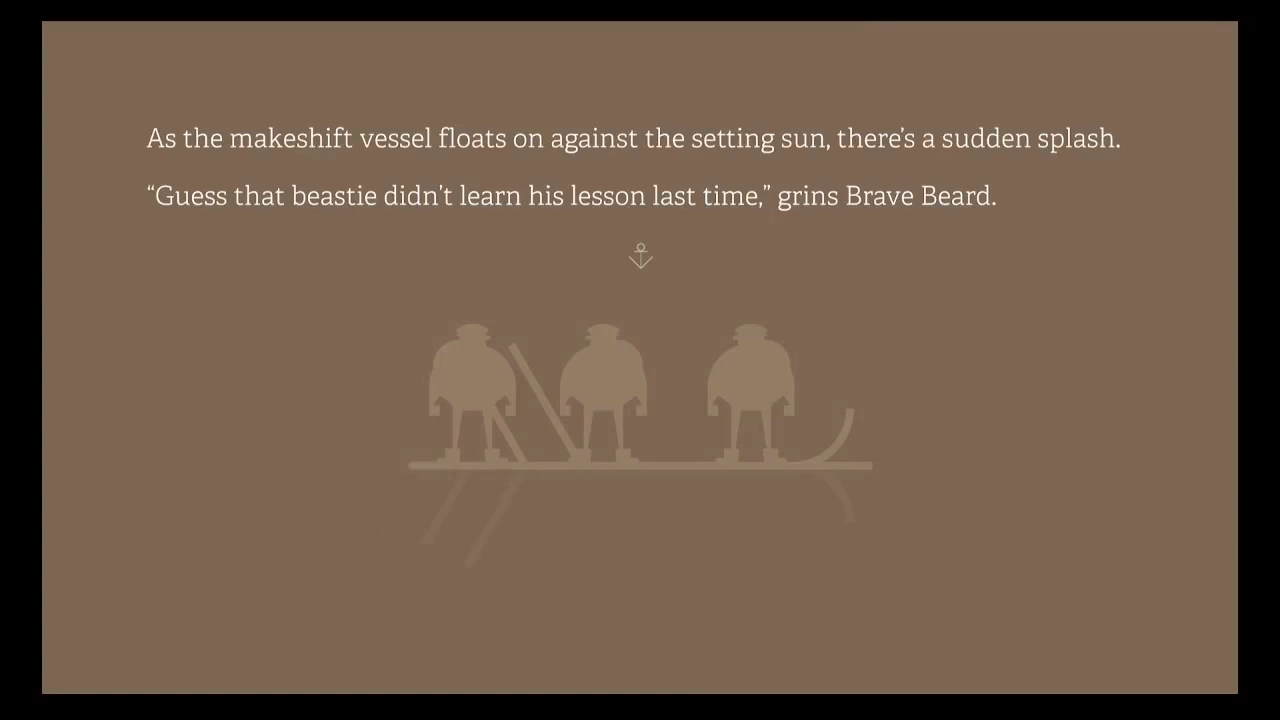 As the makeshift vessel floats on against the setting sun, there’s a sudden splash.
“Guess that beastie didn’t learn his lesson last time,” grins Brave Beard.